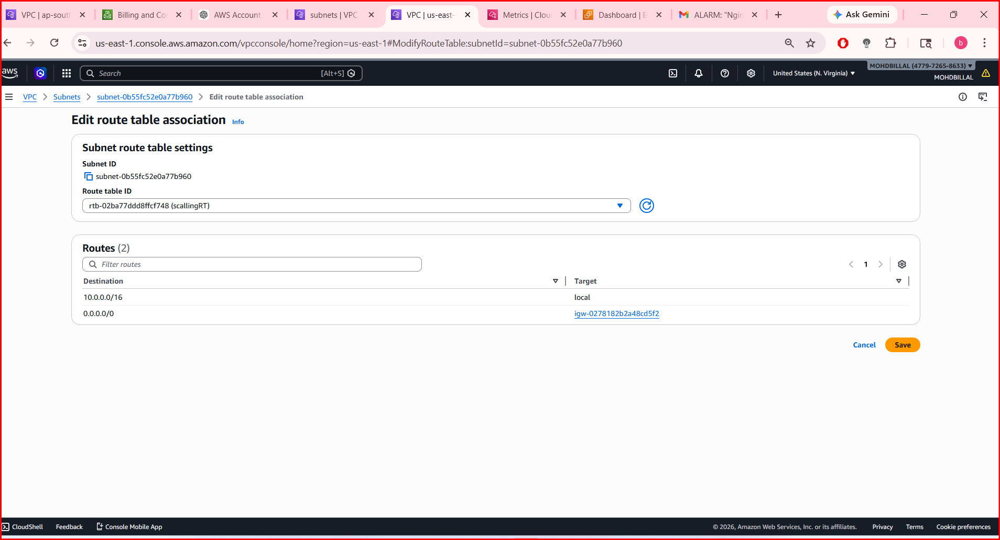 VPC | ap-south
Billing and Co
AWS Account
subnets | VPC
VPC | us-east-
Metrics | Clou
Dashboard | E
ALARM: "Ngin
Ask Gemini
us-east-1.console.aws.amazon.com/vpcconsole/home?region=us-east-1#ModifyRouteTable:subnetId=subnet-0b55fc52e0a77b960
b
aws
Search
[Alt+S]
United States (N. Virginia)
MOHDBILLAL (4779-7265-8633)
MOHDBILLAL
VPC
Subnets
subnet-0b55fc52e0a77b960
Edit route table association
Edit route table association Info
Subnet route table settings
Subnet ID
subnet-0b55fc52e0a77b960
Route table ID
rtb-02ba77ddd8ffcf748 (scallingRT)
Routes (2)
Filter routes
1
Destination Target
10.0.0.0/16 local
0.0.0.0/0 igw-0278182b2a48cd5f2
Cancel Save
CloudShell Feedback Console Mobile App © 2026, Amazon Web Services, Inc. or its affiliates. Privacy Terms Cookie preferences